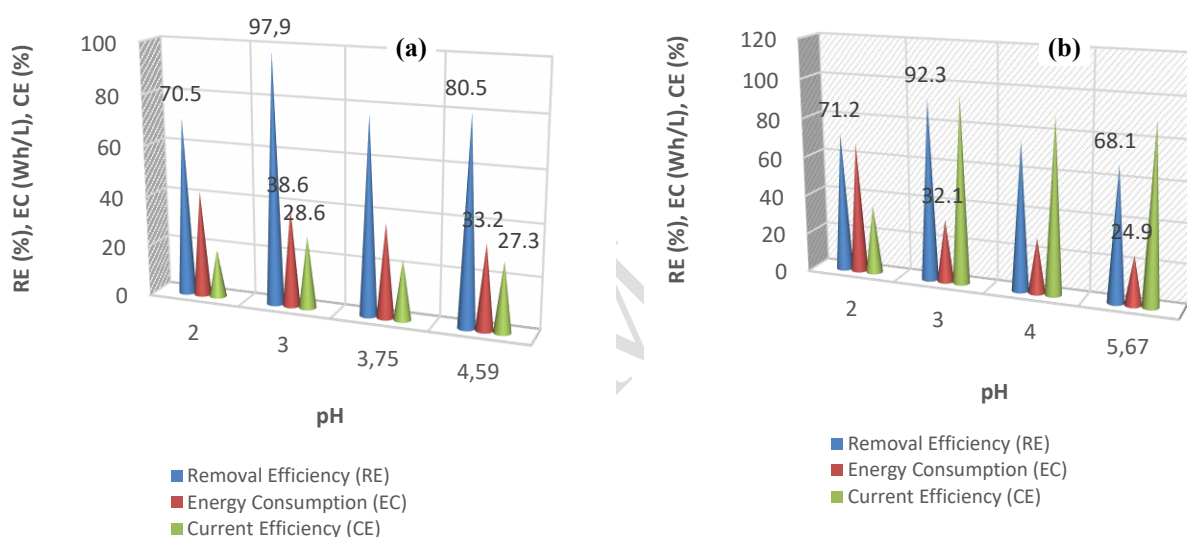 (a)
RE (%), EC (Wh/L), CE (%)
100
80
60
40
20
0
70.5
97,9
38.6
28.6
80.5
33.2
27.3
2
3
3,75
4,59
pH
Removal Efficiency (RE)
Energy Consumption (EC)
Current Efficiency (CE)
(b)
RE (%), EC (Wh/L), CE (%)
120
100
80
60
40
20
0
71.2
92.3
32.1
68.1
24.9
2
3
4
5,67
pH
Removal Efficiency (RE)
Energy Consumption (EC)
Current Efficiency (CE)